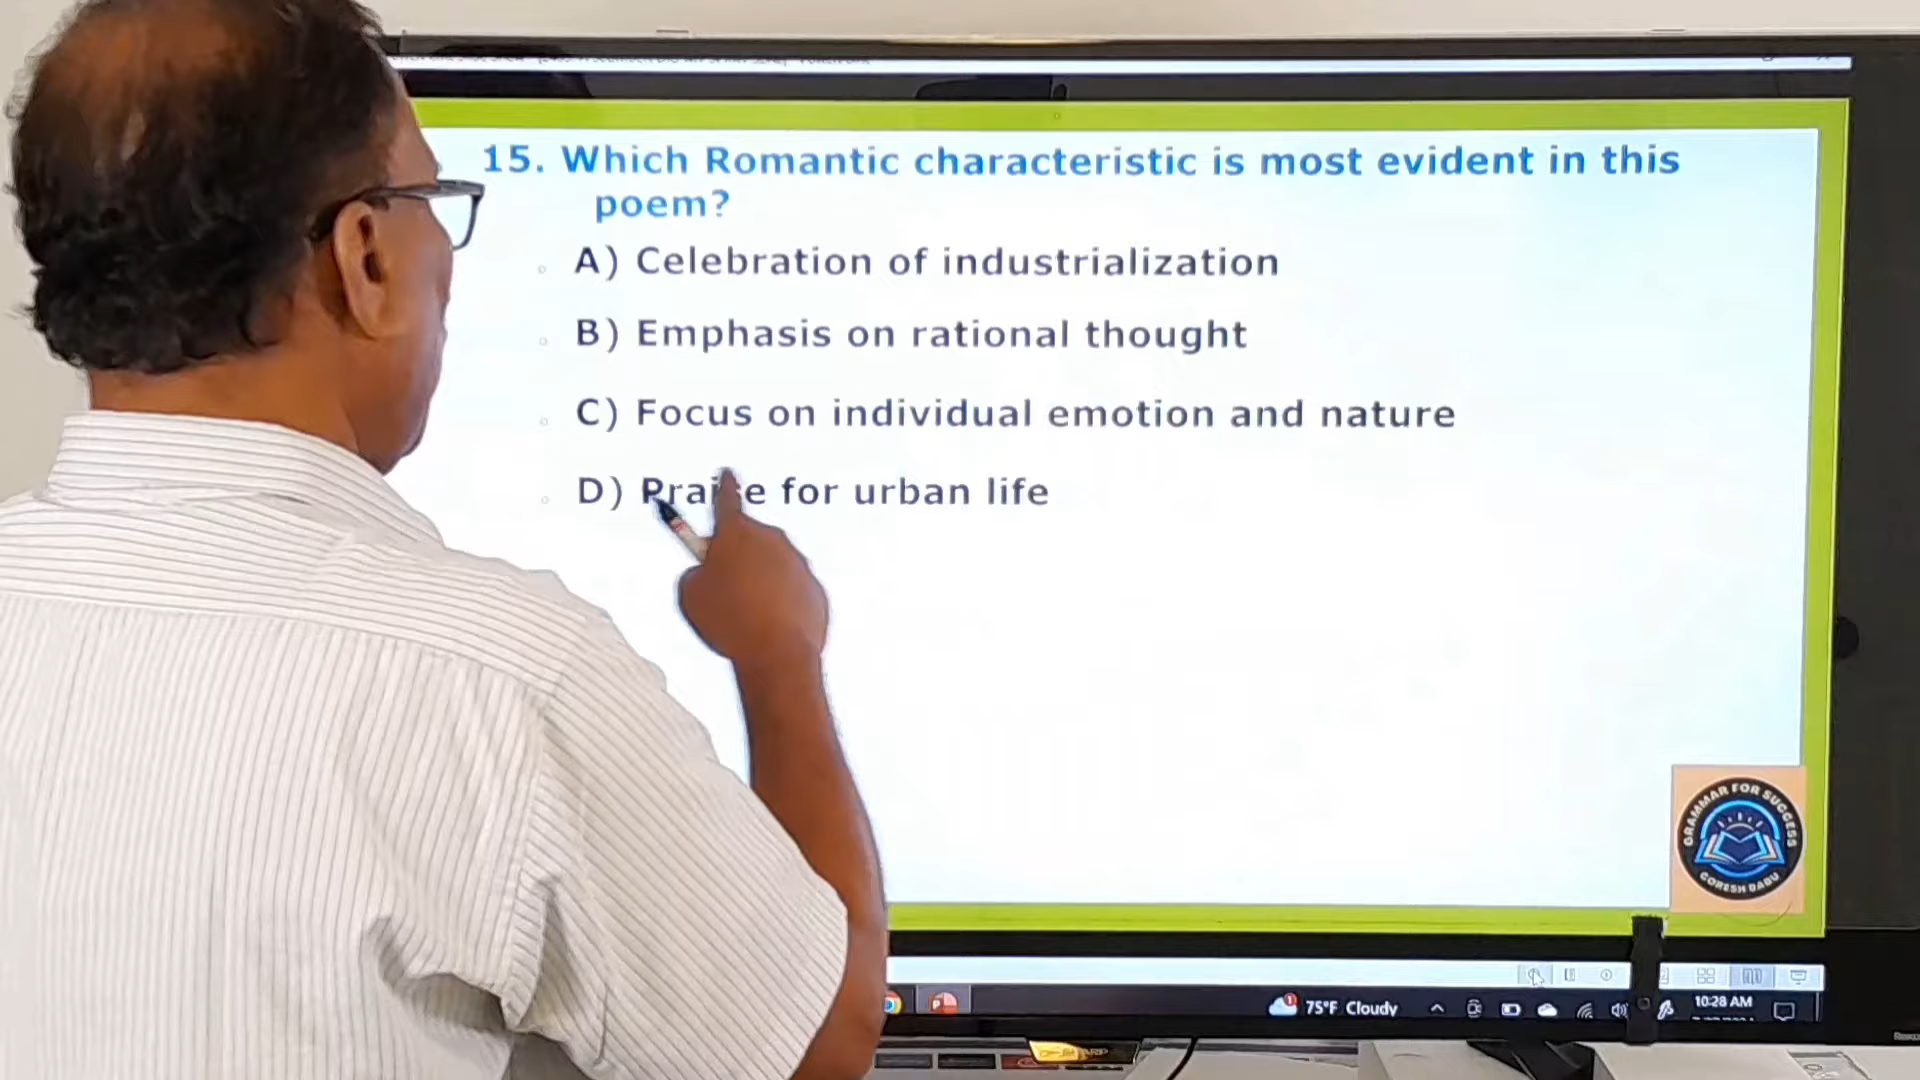 15. Which Romantic characteristic is most evident in this
poem?
A) Celebration of industrialization
B) Emphasis on rational thought
C) Focus on individual emotion and nature
D) Praise for urban life
GRAMMAR FOR SUCCESS
75°F Cloudy
10:28 AM